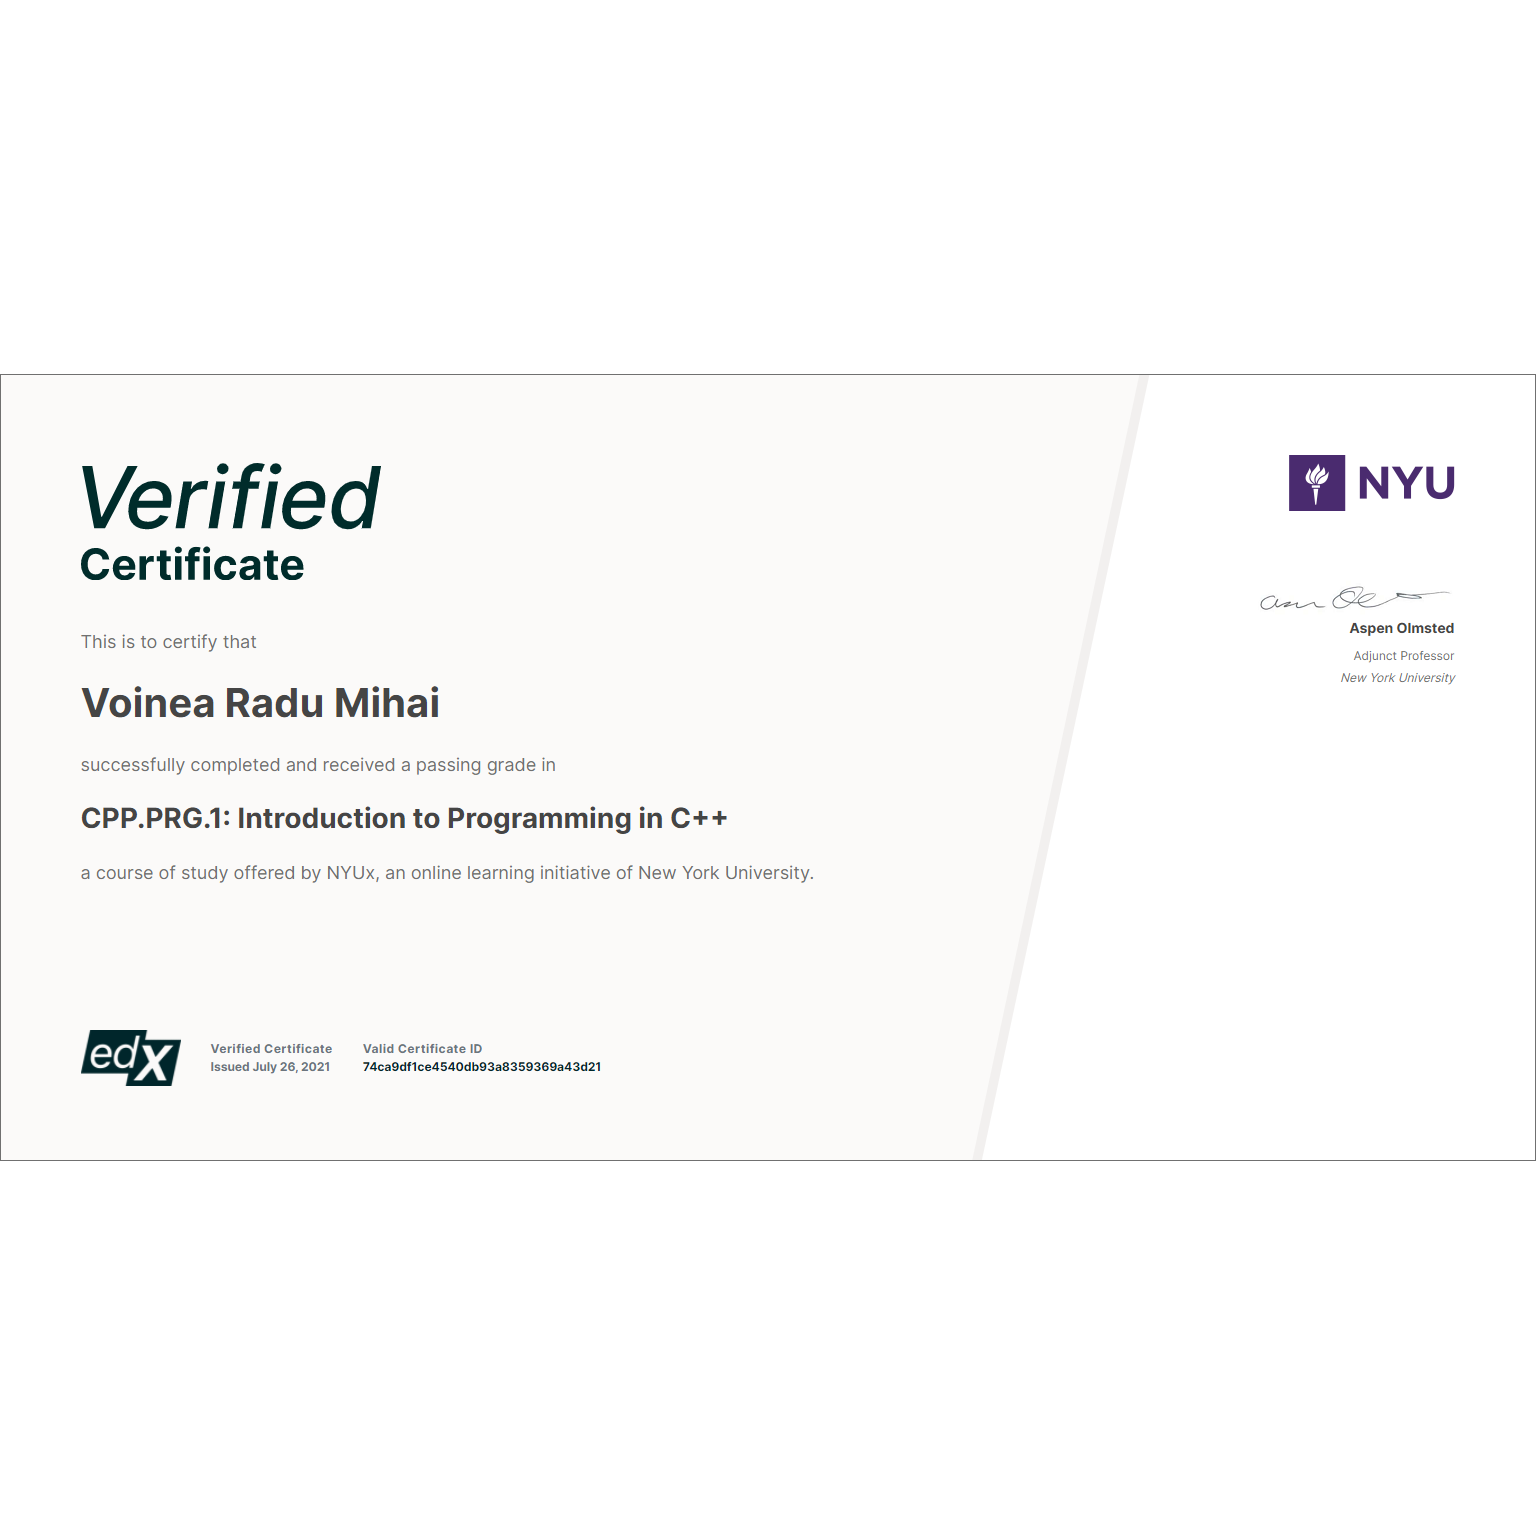 Verified
Certificate
This is to certify that
Voinea Radu Mihai
successfully completed and received a passing grade in
CPP.PRG.1: Introduction to Programming in C++
a course of study offered by NYUx, an online learning initiative of New York University.
edX
Verified Certificate
Issued July 26, 2021
Valid Certificate ID
74ca9df1ce4540db93a8359369a43d21
NYU
Aspen Olmsted
Adjunct Professor
New York University